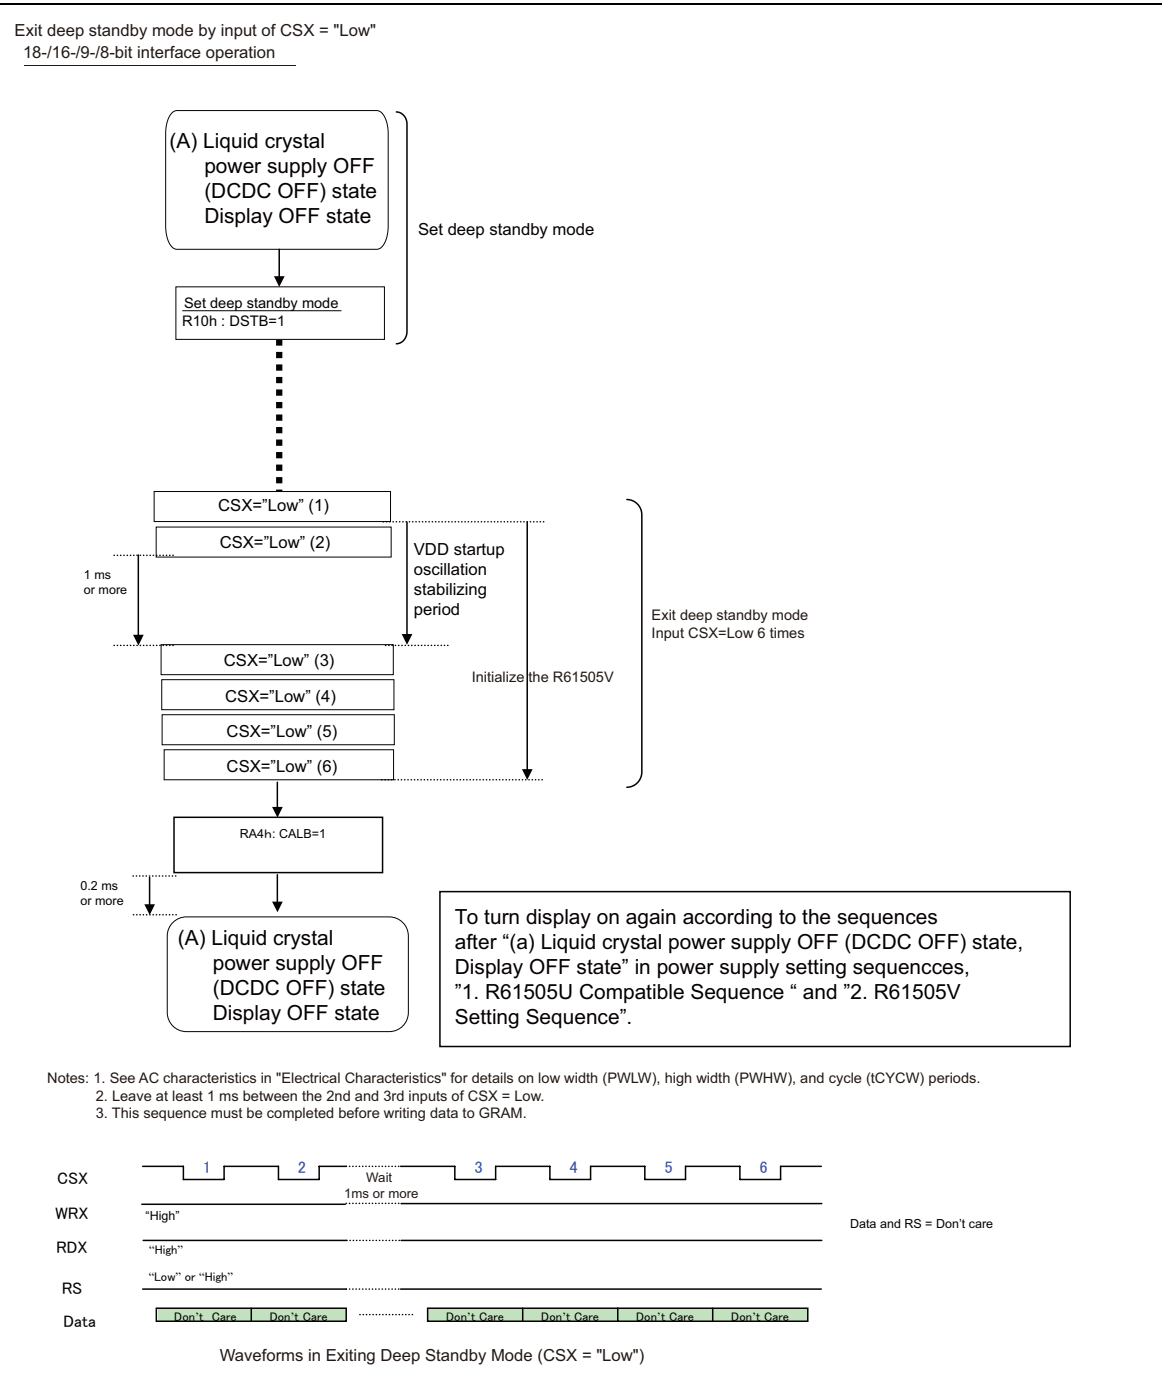 Exit deep standby mode by input of CSX = "Low"
18-/16-/9-/8-bit interface operation
(A) Liquid crystal
power supply OFF
(DCDC OFF) state
Display OFF state
Set deep standby mode
Set deep standby mode
R10h : DSTB=1
CSX=”Low” (1)
CSX=”Low” (2)
1 ms
or more
VDD startup
oscillation
stabilizing
period
Exit deep standby mode
Input CSX=Low 6 times
CSX=”Low” (3)
Initialize the R61505V
CSX=”Low” (4)
CSX=”Low” (5)
CSX=”Low” (6)
RA4h: CALB=1
0.2 ms
or more
(A) Liquid crystal
power supply OFF
(DCDC OFF) state
Display OFF state
To turn display on again according to the sequences
after “(a) Liquid crystal power supply OFF (DCDC OFF) state,
Display OFF state” in power supply setting sequencces,
”1. R61505U Compatible Sequence “ and ”2. R61505V
Setting Sequence”.
Notes: 1. See AC characteristics in "Electrical Characteristics" for details on low width (PWLW), high width (PWHW), and cycle (tCYCW) periods.
2. Leave at least 1 ms between the 2nd and 3rd inputs of CSX = Low.
3. This sequence must be completed before writing data to GRAM.
CSX 1 2 Wait 3 4 5 6
1ms or more
WRX “High”
Data and RS = Don’t care
RDX “High”
“Low” or “High”
RS
Data Don’t Care Don’t Care Don’t Care Don’t Care Don’t Care Don’t Care
Waveforms in Exiting Deep Standby Mode (CSX = "Low")